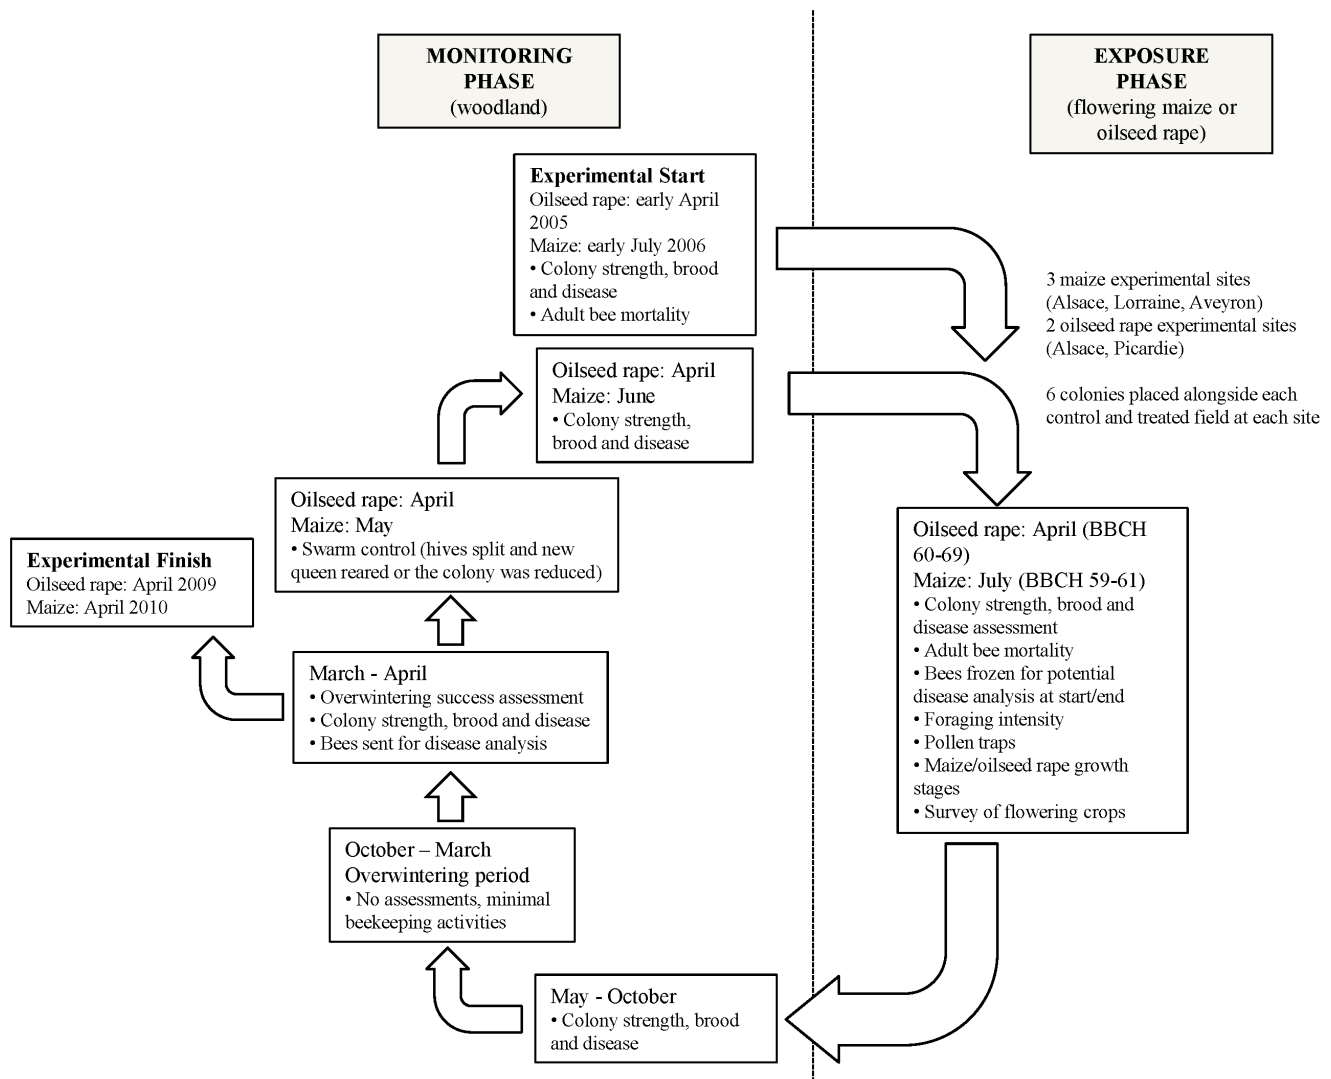 MONITORING
PHASE
(woodland)
EXPOSURE
PHASE
(flowering maize or
oilseed rape)
Experimental Start
Oilseed rape: early April
2005
Maize: early July 2006
• Colony strength, brood
and disease
• Adult bee mortality
3 maize experimental sites
(Alsace, Lorraine, Aveyron)
2 oilseed rape experimental sites
(Alsace, Picardie)
6 colonies placed alongside each
control and treated field at each site
Oilseed rape: April
Maize: June
• Colony strength,
brood and disease
Oilseed rape: April
Maize: May
• Swarm control (hives split and new
queen reared or the colony was reduced)
Experimental Finish
Oilseed rape: April 2009
Maize: April 2010
Oilseed rape: April (BBCH
60-69)
Maize: July (BBCH 59-61)
• Colony strength, brood and
disease assessment
• Adult bee mortality
• Bees frozen for potential
disease analysis at start/end
• Foraging intensity
• Pollen traps
• Maize/oilseed rape growth
stages
• Survey of flowering crops
March - April
• Overwintering success assessment
• Colony strength, brood and disease
• Bees sent for disease analysis
October – March
Overwintering period
• No assessments, minimal
beekeeping activities
May - October
• Colony strength, brood
and disease